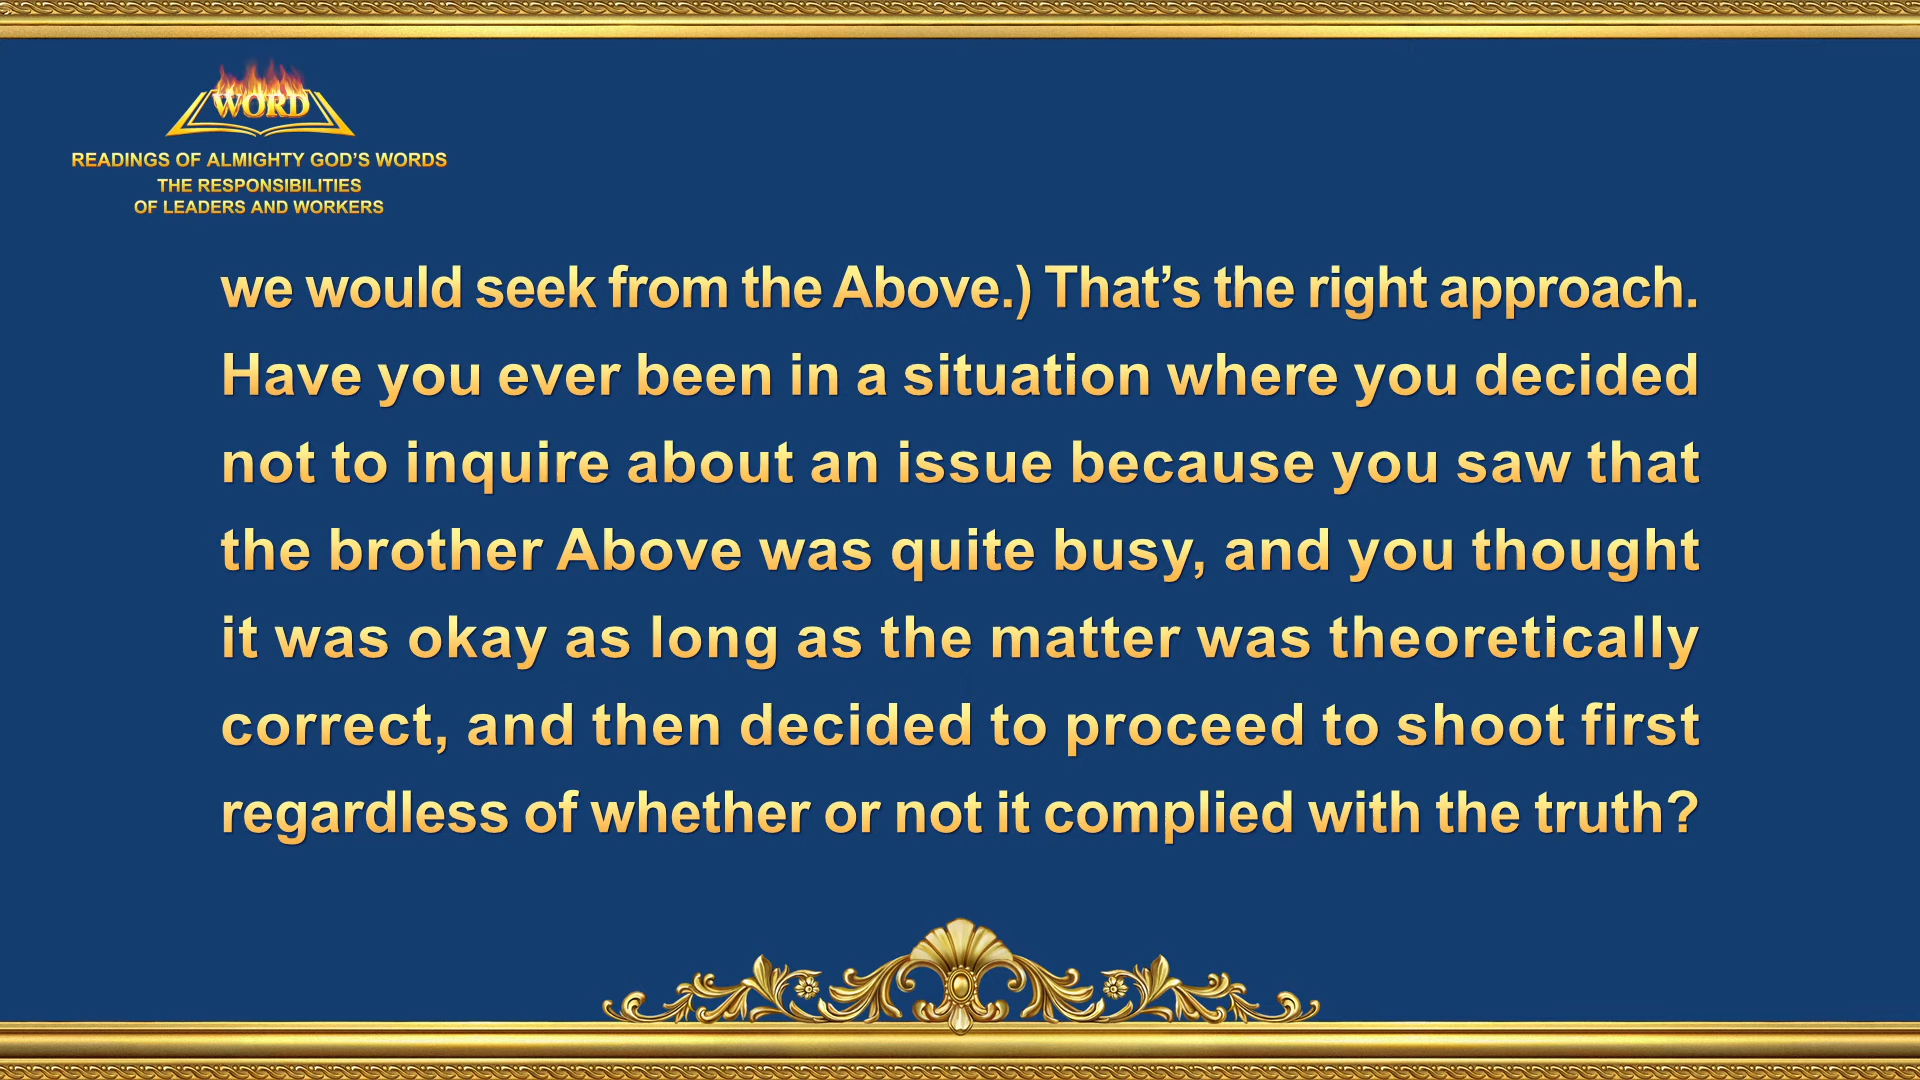 WORD
READINGS OF ALMIGHTY GOD’S WORDS
THE RESPONSIBILITIES
OF LEADERS AND WORKERS
we would seek from the Above.) That’s the right approach.
Have you ever been in a situation where you decided
not to inquire about an issue because you saw that
the brother Above was quite busy, and you thought
it was okay as long as the matter was theoretically
correct, and then decided to proceed to shoot first
regardless of whether or not it complied with the truth?